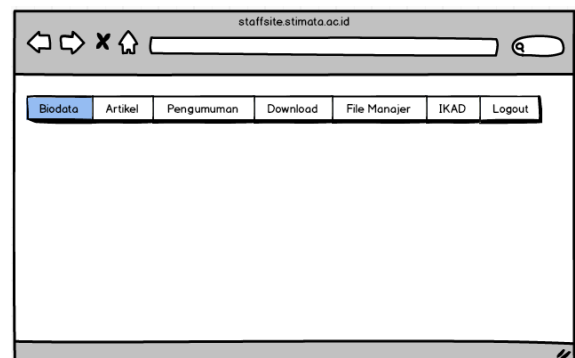 staffsite.stimata.ac.id
Biodata Artikel Pengumuman Download File Manajer IKAD Logout